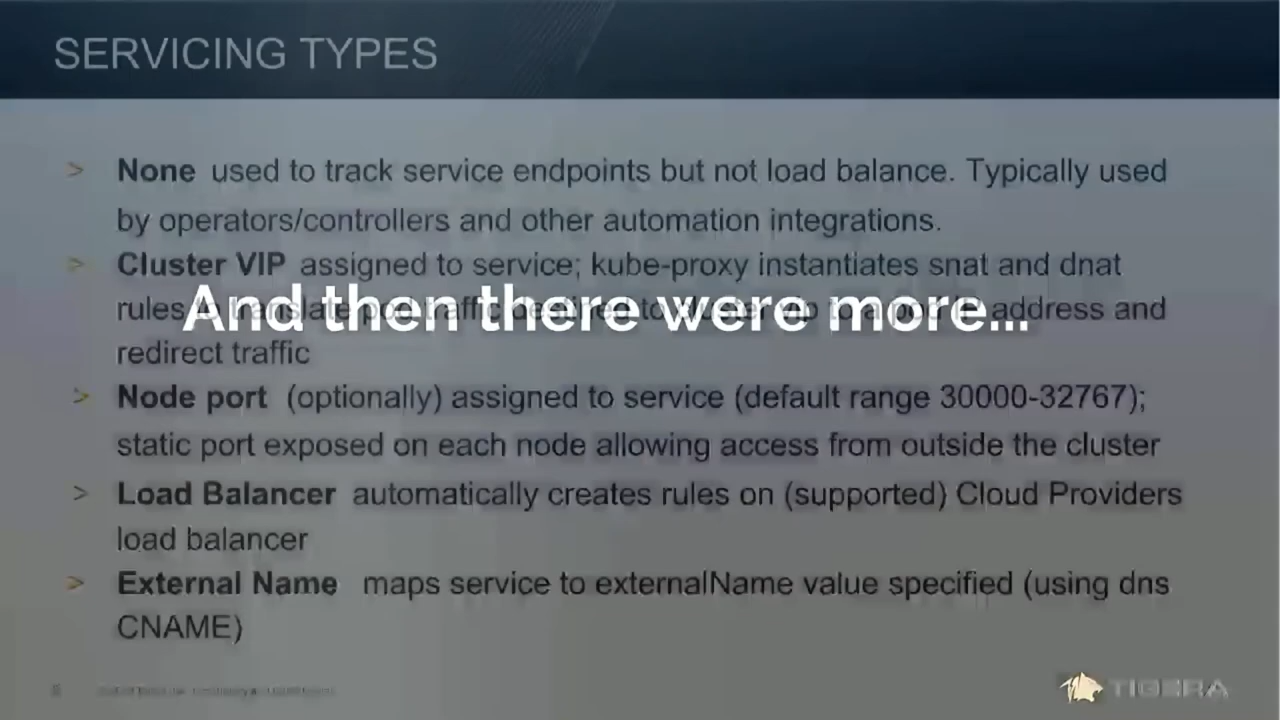 SERVICING TYPES
> None used to track service endpoints but not load balance. Typically used
by operators/controllers and other automation integrations.
> Cluster VIP assigned to service; kube-proxy instantiates snat and dnat
rules to translate pod traffic destined to cluster vip to a pod IP address and
And then there were more...
redirect traffic
> Node port (optionally) assigned to service (default range 30000-32767);
static port exposed on each node allowing access from outside the cluster
> Load Balancer automatically creates rules on (supported) Cloud Providers
load balancer
> External Name maps service to externalName value specified (using dns
CNAME)
TIGERA